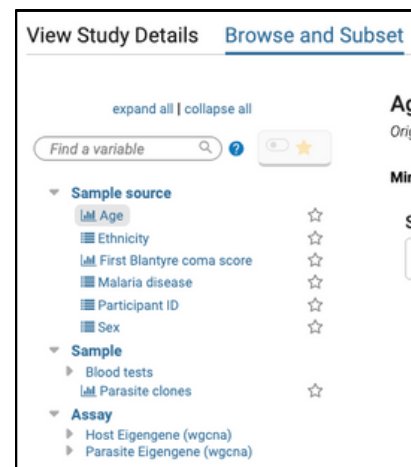 View Study Details Browse and Subset
expand all | collapse all
Find a variable ?
Sample source
Age
Ethnicity
First Blantyre coma score
Malaria disease
Participant ID
Sex
Sample
Blood tests
Parasite clones
Assay
Host Eigengene (wgcna)
Parasite Eigengene (wgcna)